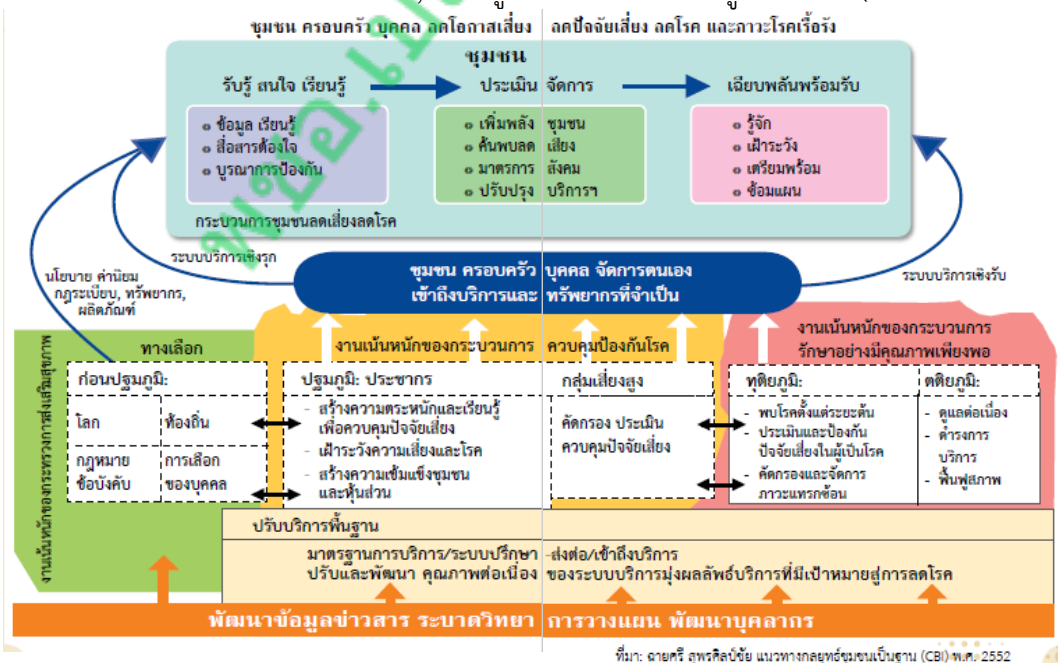 ชุมชน ครอบครัว บุคคล ลดโอกาสเสี่ยง ลดปัจจัยเสี่ยง ลดโรค และภาวะโรคเรื้อรัง
ชุมชน
รับรู้ สนใจ เรียนรู้
ประเมิน จัดการ
เฉียบพลันพร้อมรับ
๑ ข้อมูล เรียนรู้
๑ สื่อสารต้องใจ
๑ บูรณาการป้องกัน
๑ เพิ่มพลัง ชุมชน
๑ ค้นพบลด เสี่ยง
๑ มาตรการ สังคม
๑ ปรับปรุง บริการฯ
๑ รู้จัก
๑ เฝ้าระวัง
๑ เตรียมพร้อม
๑ ซ้อมแผน
กระบวนการชุมชนลดเสี่ยงลดโรค
ระบบบริการเชิงรุก
นโยบาย ค่านิยม
กฎระเบียบ, ทรัพยากร,
ผลิตภัณฑ์
ชุมชน ครอบครัว บุคคล จัดการตนเอง
เข้าถึงบริการและ ทรัพยากรที่จำเป็น
ระบบบริการเชิงรับ
งานเน้นหนักของกระทรวงการส่งเสริมสุขภาพ
ทางเลือก
งานเน้นหนักของกระบวนการ ควบคุมป้องกันโรค
งานเน้นหนักของกระบวนการ
รักษาอย่างมีคุณภาพเพียงพอ
ก่อนปฐมภูมิ:
โลก
ท้องถิ่น
กฎหมาย
ข้อบังคับ
การเลือก
ของบุคคล
ปฐมภูมิ: ประชากร
- สร้างความตระหนักและเรียนรู้
เพื่อควบคุมปัจจัยเสี่ยง
- เฝ้าระวังความเสี่ยงและโรค
- สร้างความเข้มแข็งชุมชน
และหุ้นส่วน
กลุ่มเสี่ยงสูง
คัดกรอง ประเมิน
ควบคุมปัจจัยเสี่ยง
ทุติยภูมิ:
- พบโรคตั้งแต่ระยะต้น
- ประเมินและป้องกัน
ปัจจัยเสี่ยงในผู้เป็นโรค
- คัดกรองและจัดการ
ภาวะแทรกซ้อน
ตติยภูมิ:
- ดูแลต่อเนื่อง
- ดำรงการ
บริการ
- ฟื้นฟูสภาพ
ปรับบริการพื้นฐาน
มาตรฐานการบริการ/ระบบปรึกษา -ส่งต่อ/เข้าถึงบริการ
ปรับและพัฒนา คุณภาพต่อเนื่อง ของระบบบริการมุ่งผลลัพธ์บริการที่มีเป้าหมายสู่การลดโรค
พัฒนาข้อมูลข่าวสาร ระบาดวิทยา การวางแผน พัฒนาบุคลากร
ที่มา: ฉายศรี สุพรศิลป์ชัย แนวทางกลยุทธ์ชุมชนเป็นฐาน (CBI) พ.ศ. 2552